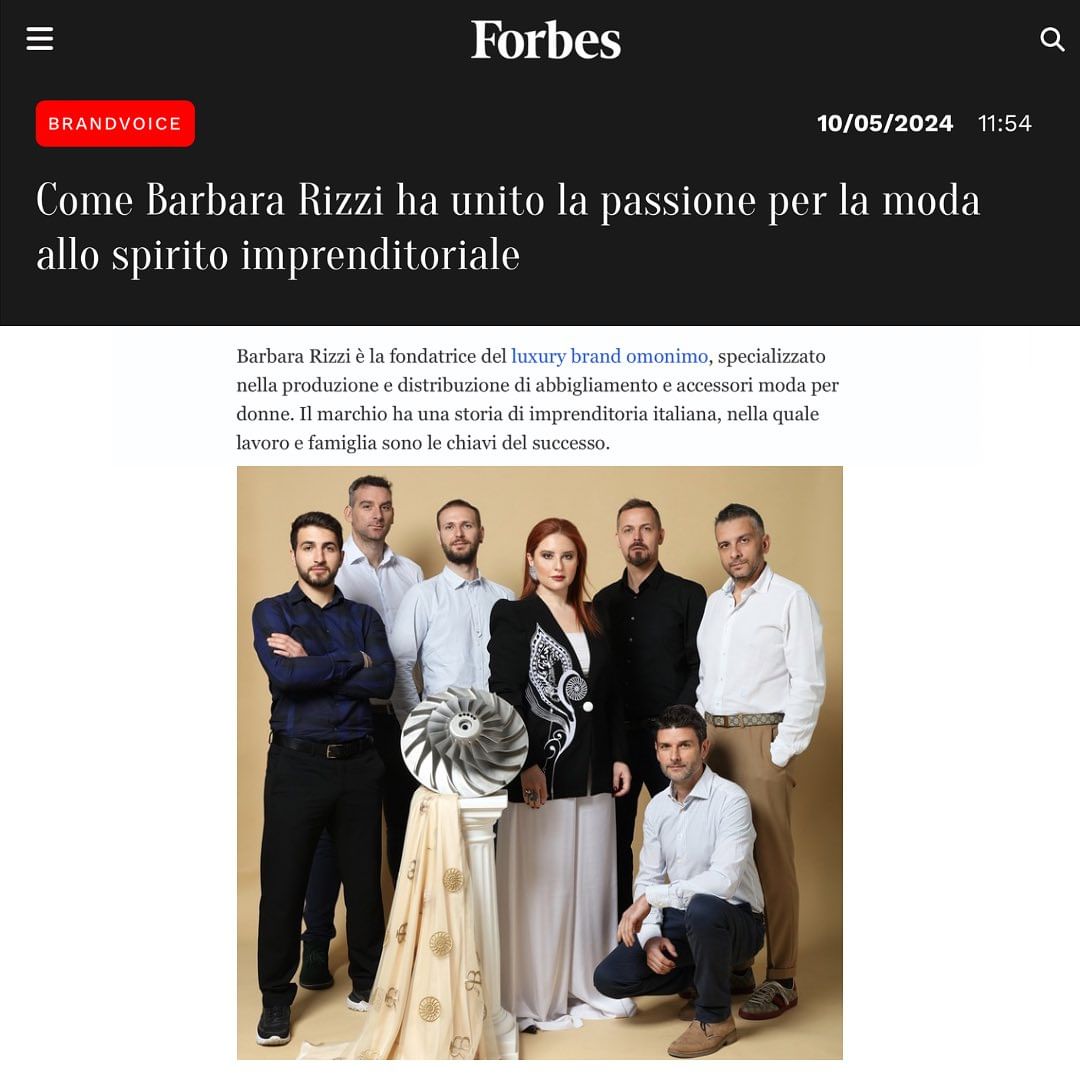 Forbes
BRANDVOICE
10/05/2024 11:54
Come Barbara Rizzi ha unito la passione per la moda
allo spirito imprenditoriale
Barbara Rizzi è la fondatrice del luxury brand omonimo, specializzato
nella produzione e distribuzione di abbigliamento e accessori moda per
donne. Il marchio ha una storia di imprenditoria italiana, nella quale
lavoro e famiglia sono le chiavi del successo.